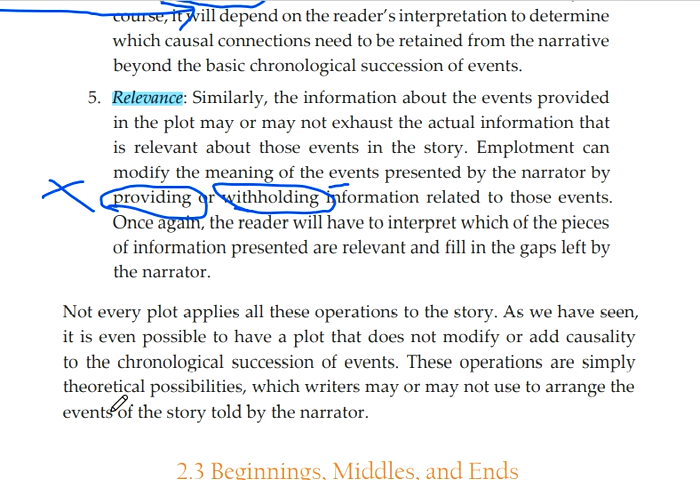 course, it will depend on the reader's interpretation to determine
which causal connections need to be retained from the narrative
beyond the basic chronological succession of events.
5. Relevance: Similarly, the information about the events provided
in the plot may or may not exhaust the actual information that
is relevant about those events in the story. Emplotment can
modify the meaning of the events presented by the narrator by
providing or withholding information related to those events.
Once again, the reader will have to interpret which of the pieces
of information presented are relevant and fill in the gaps left by
the narrator.
Not every plot applies all these operations to the story. As we have seen,
it is even possible to have a plot that does not modify or add causality
to the chronological succession of events. These operations are simply
theoretical possibilities, which writers may or may not use to arrange the
events of the story told by the narrator.
2.3 Beginnings, Middles, and Ends